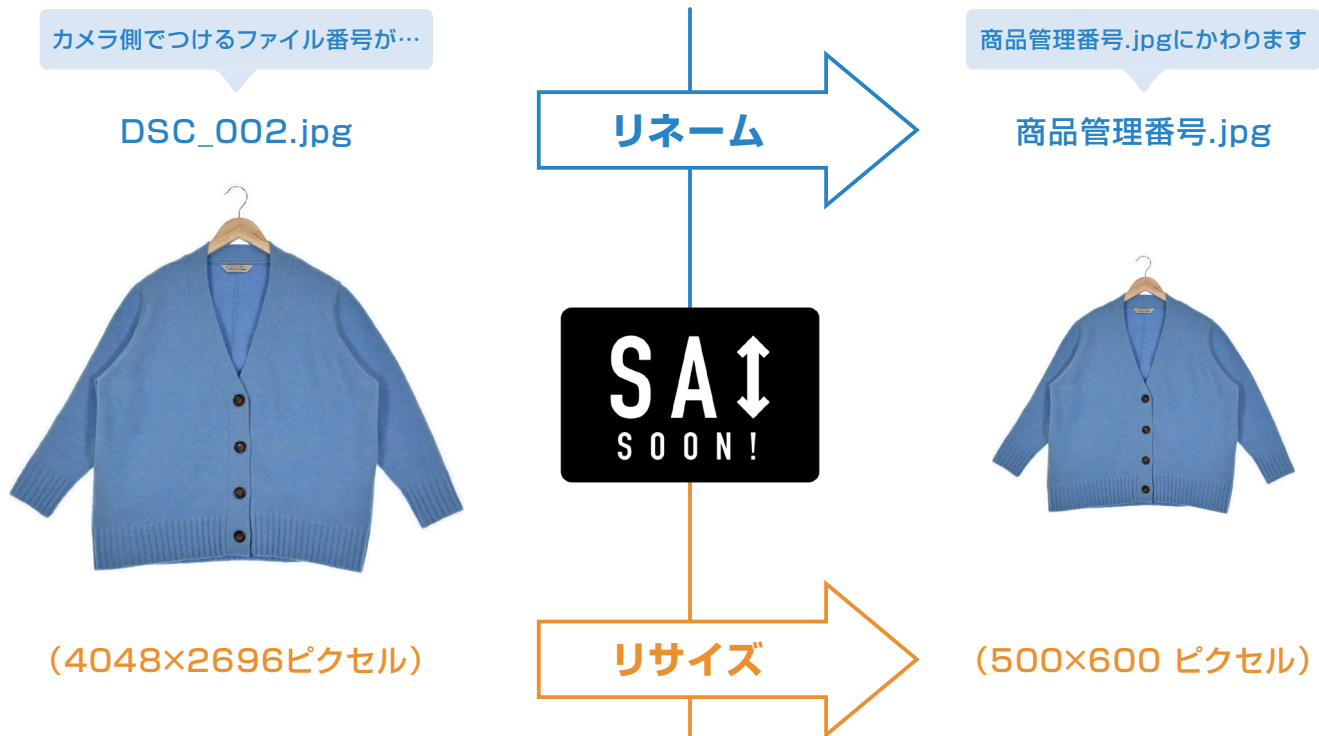 カメラ側でつけるファイル番号が…
DSC_002.jpg
リネーム
商品管理番号.jpgにかわります
商品管理番号.jpg
SA↕
SOON!
(4048×2696ピクセル)
リサイズ
(500×600 ピクセル)